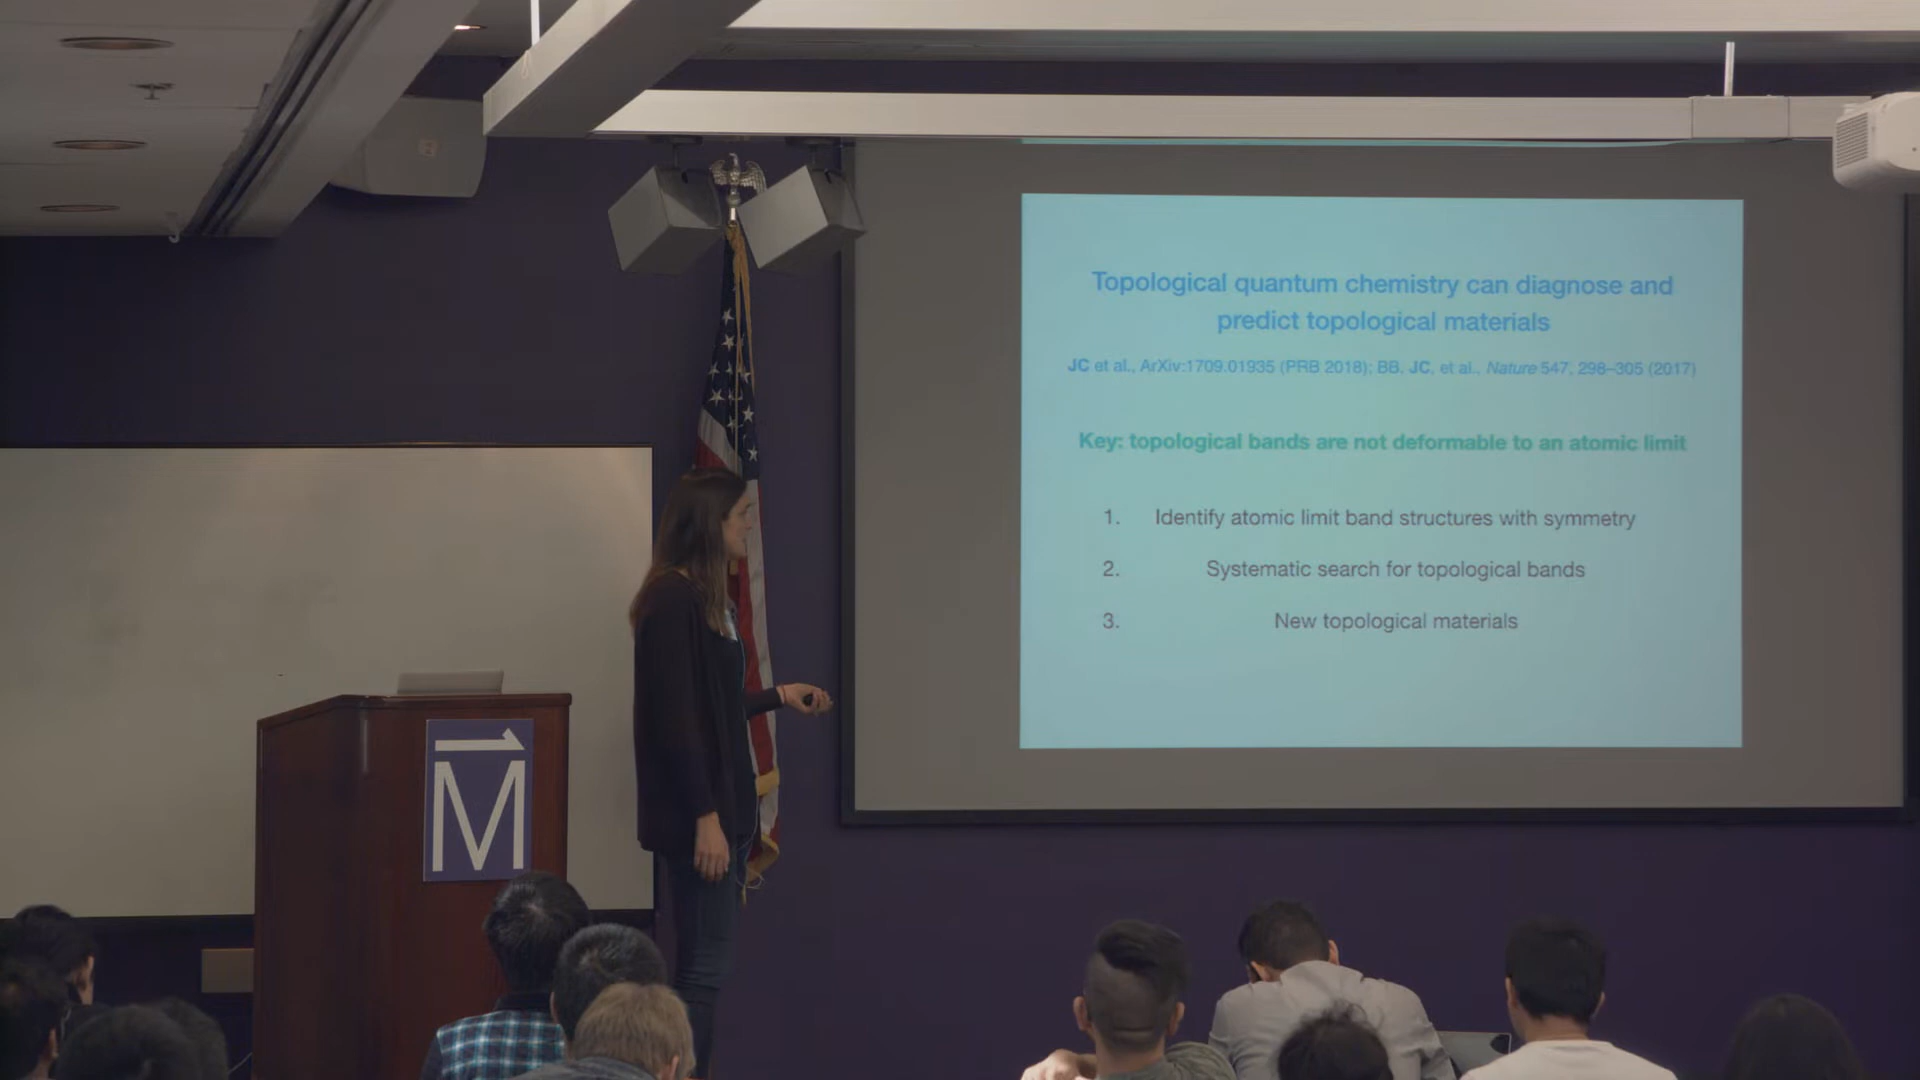 Topological quantum chemistry can diagnose and
predict topological materials
JC et al., ArXiv:1709.01935 (PRB 2018); BB, JC, et al., Nature 547, 298–305 (2017)
Key: topological bands are not deformable to an atomic limit
1. Identify atomic limit band structures with symmetry
2. Systematic search for topological bands
3. New topological materials
M